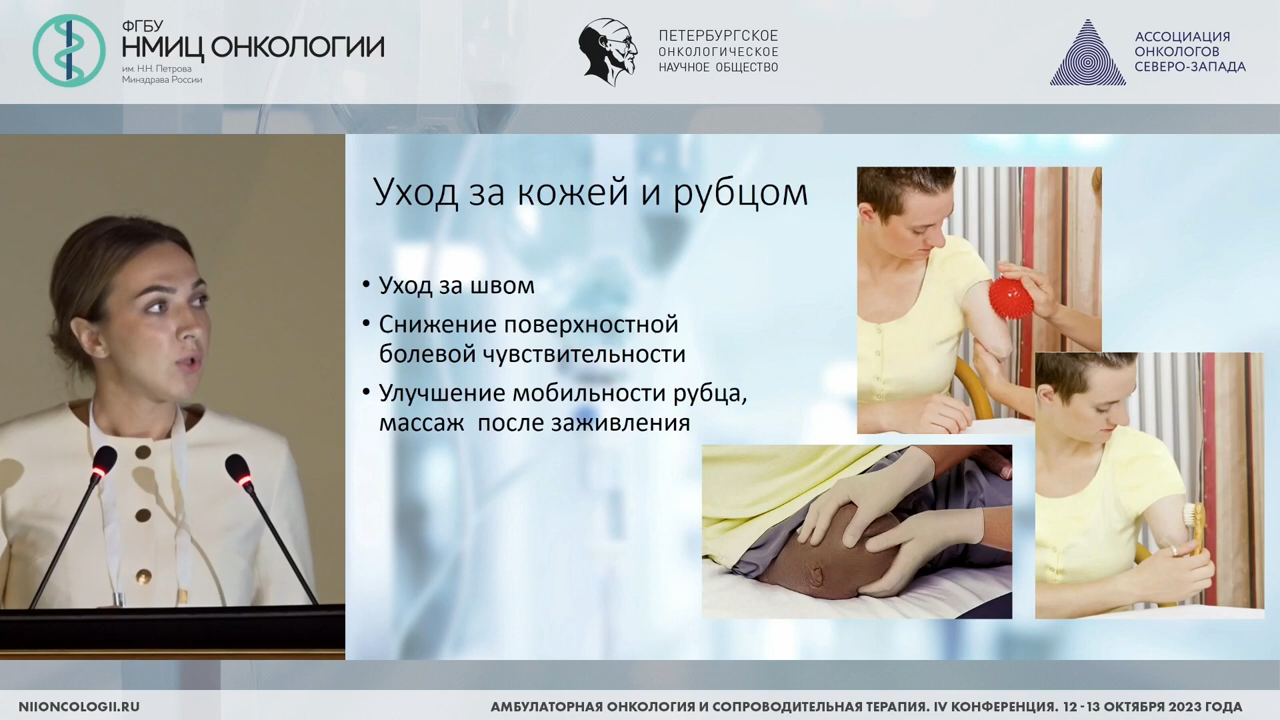 ФГБУ
НМИЦ ОНКОЛОГИИ
им. Н.Н. Петрова
Минздрава России
ПЕТЕРБУРГСКОЕ
ОНКОЛОГИЧЕСКОЕ
НАУЧНОЕ ОБЩЕСТВО
АССОЦИАЦИЯ
ОНКОЛОГОВ
СЕВЕРО-ЗАПАДА
Уход за кожей и рубцом
• Уход за швом
• Снижение поверхностной
болевой чувствительности
• Улучшение мобильности рубца,
массаж после заживления
NIIONCOLOGII.RU
АМБУЛАТОРНАЯ ОНКОЛОГИЯ И СОПРОВОДИТЕЛЬНАЯ ТЕРАПИЯ. IV КОНФЕРЕНЦИЯ. 12-13 ОКТЯБРЯ 2023 ГОДА